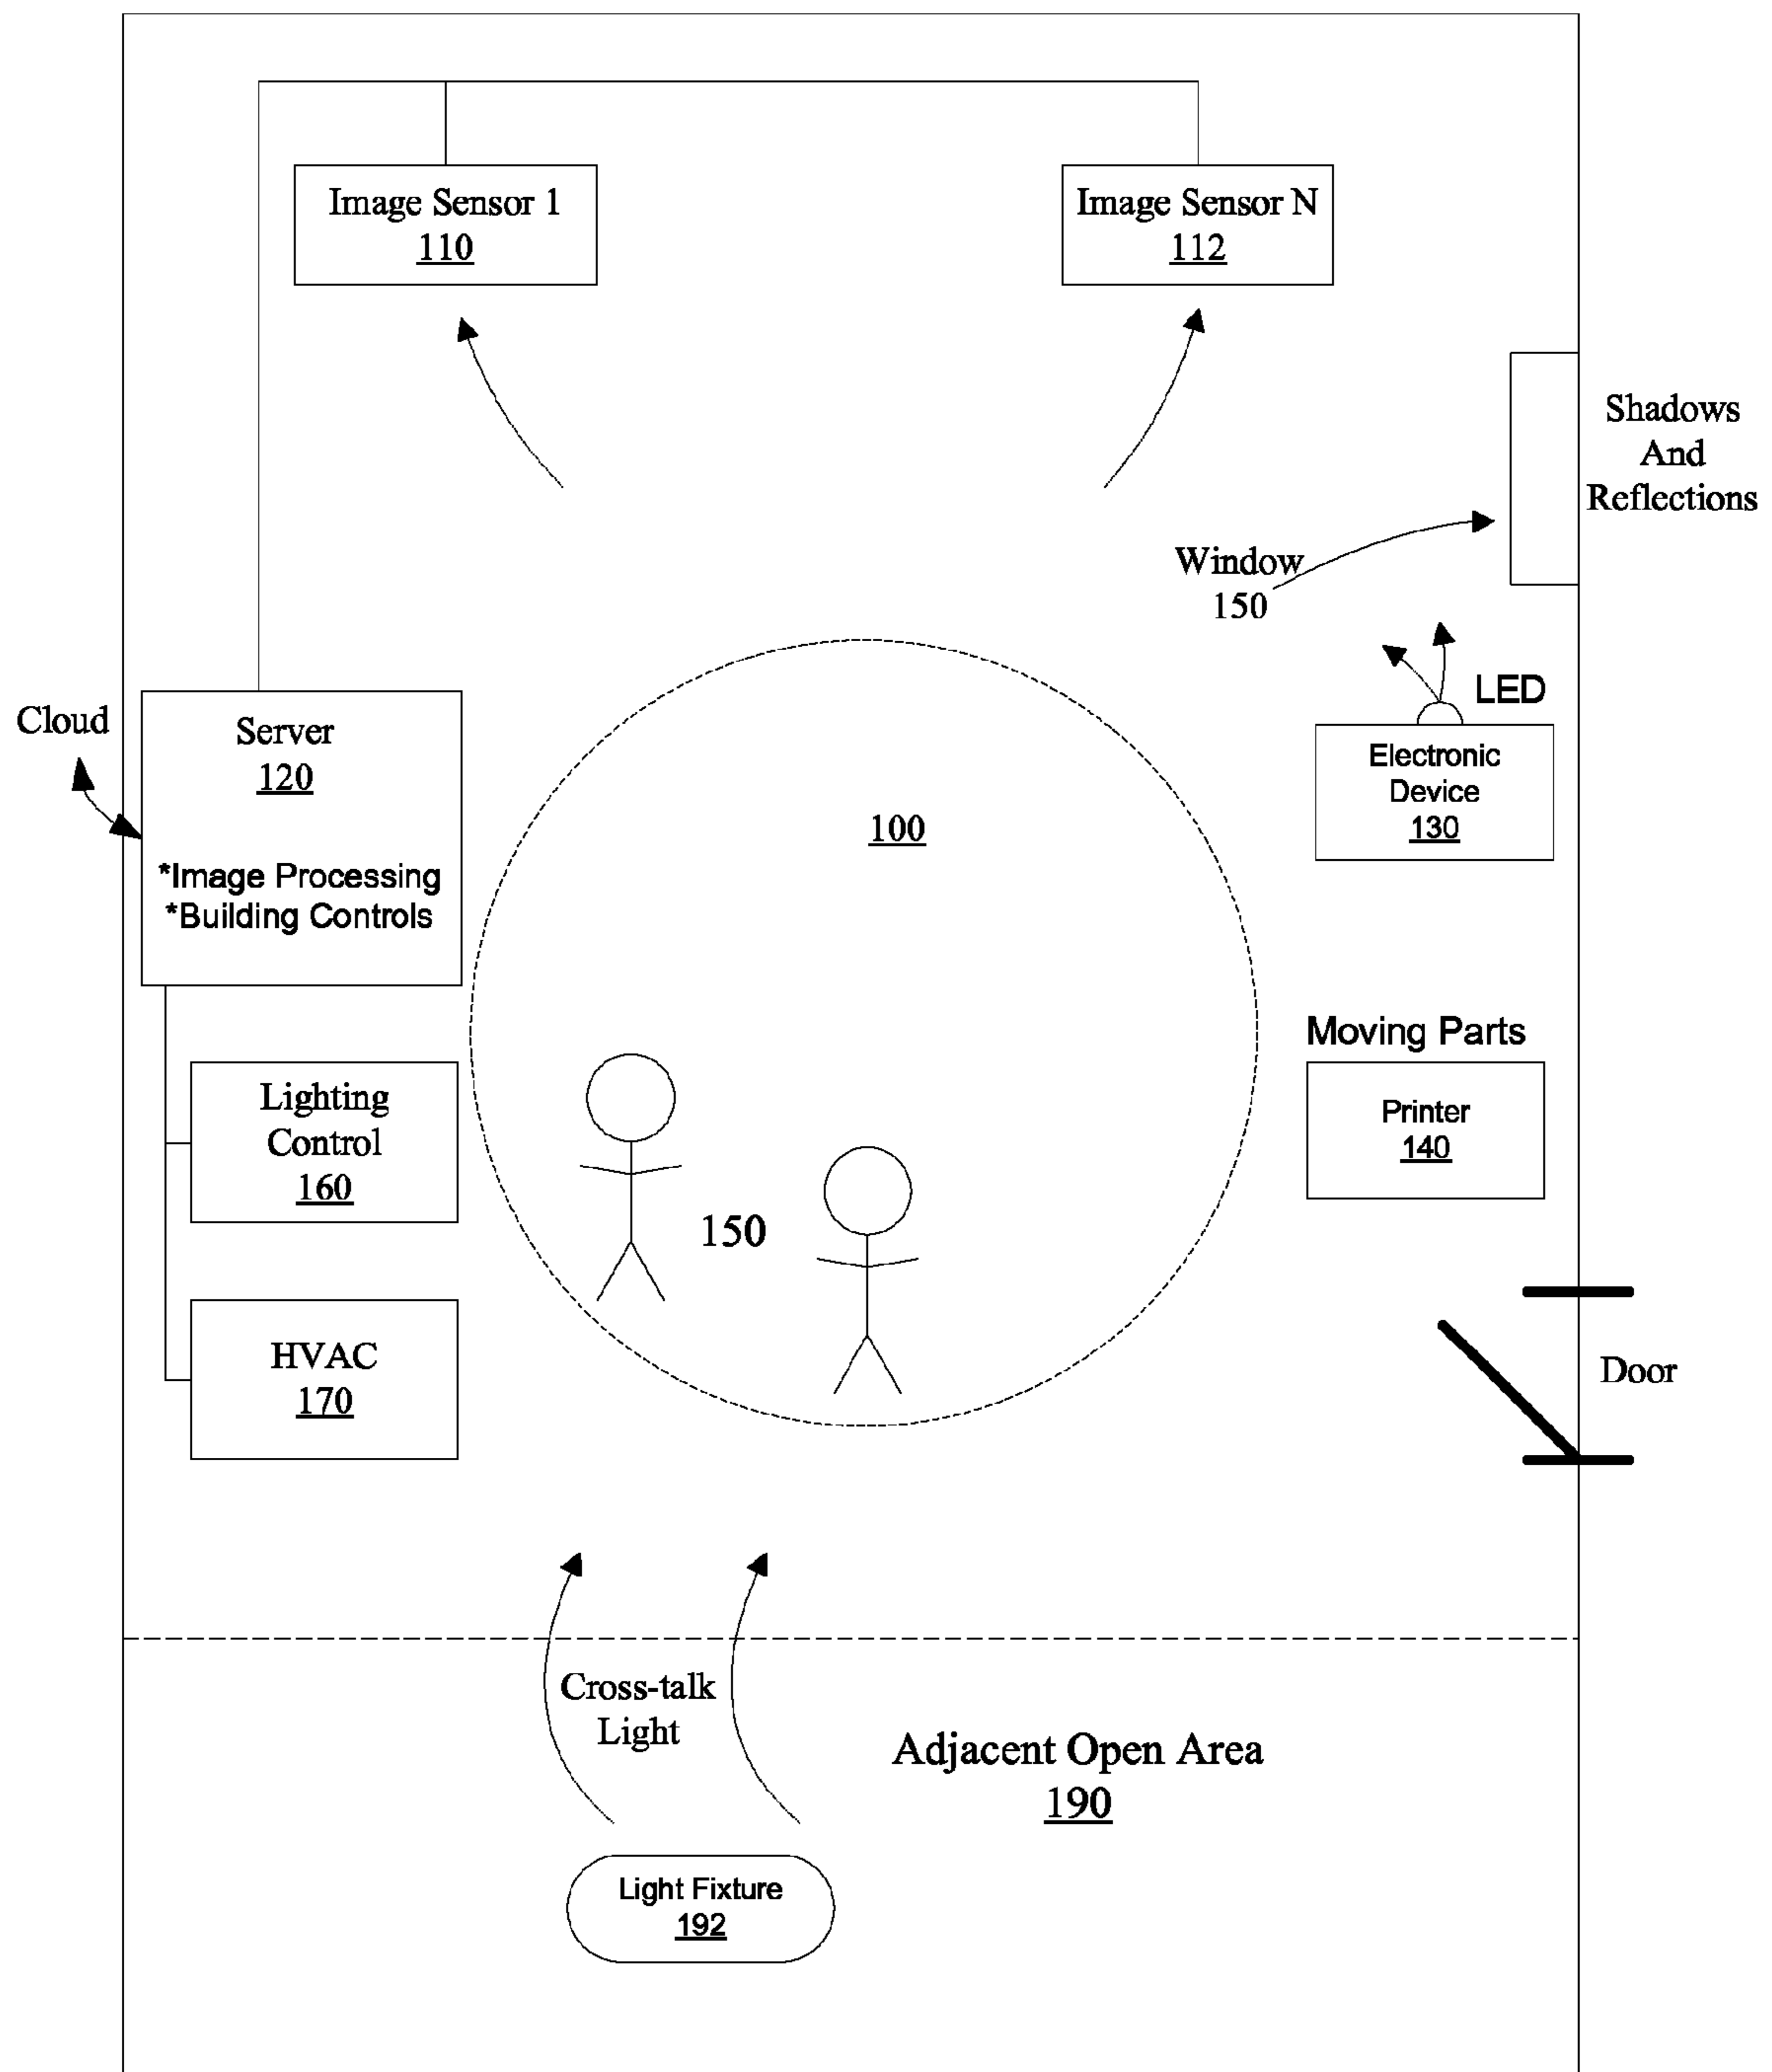 Image Sensor 1
110
Image Sensor N
112
Shadows
And
Reflections
Window
150
Cloud
Server
120
*Image Processing
*Building Controls
LED
Electronic
Device
130
100
Moving Parts
Printer
140
Lighting
Control
160
150
HVAC
170
Door
Cross-talk
Light
Adjacent Open Area
190
Light Fixture
192